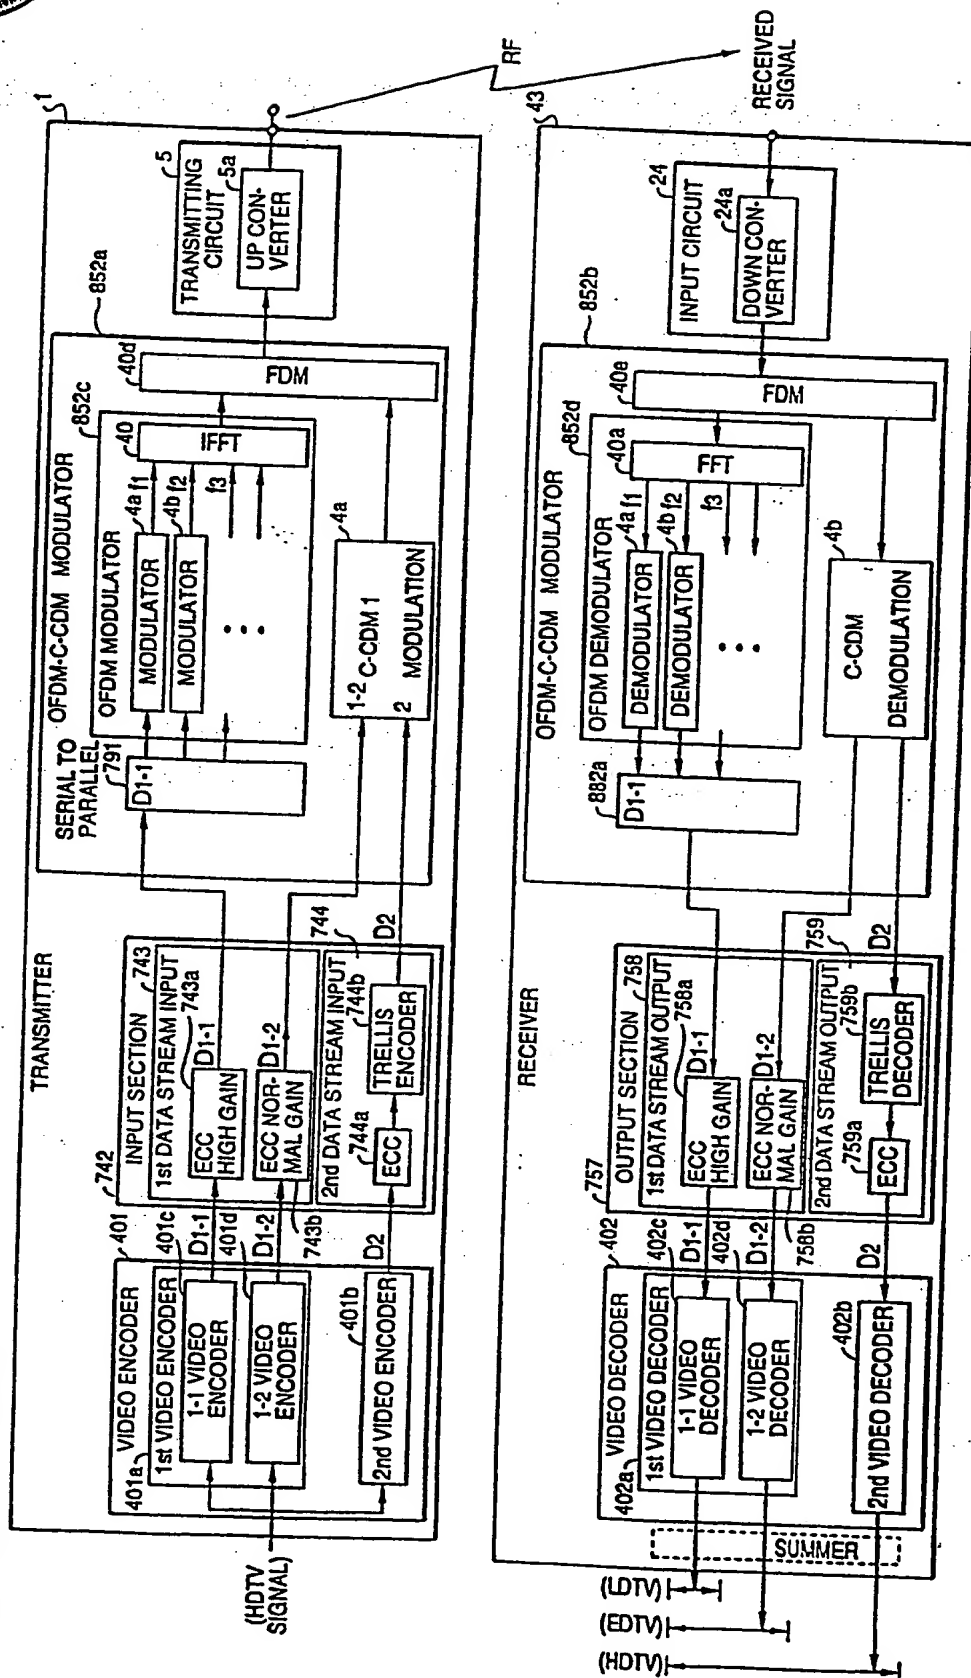 TRANSMITTER
1
(HDTV
SIGNAL)
401
VIDEO ENCODER
401a
1st VIDEO ENCODER
401c
1-1 VIDEO
ENCODER
401d
1-2 VIDEO
ENCODER
401b
2nd VIDEO ENCODER
D1-1
D1-2
D2
742
INPUT SECTION
743
1st DATA STREAM INPUT
743a
ECC
HIGH GAIN
D1-1
ECC NOR-
MAL GAIN
D1-2
743b
744
2nd DATA STREAM INPUT
744a
ECC
744b
TRELLIS
ENCODER
D2
852a
OFDM-C-CDM MODULATOR
SERIAL TO
PARALLEL
791
D1-1
852c
OFDM MODULATOR
MODULATOR
4a
f1
MODULATOR
4b
f2
f3
40
IFFT
4a
1-2
C-CDM 1
2
MODULATION
40d
FDM
5
TRANSMITTING
CIRCUIT
5a
UP CON-
VERTER
RF
RECEIVED
SIGNAL
RECEIVER
43
24
INPUT CIRCUIT
24a
DOWN CON-
VERTER
852b
OFDM-C-CDM MODULATOR
40e
FDM
852d
OFDM DEMODULATOR
40a
FFT
4a
f1
DEMODULATOR
4b
f2
DEMODULATOR
f3
882a
D1-1
4b
C-CDM
DEMODULATION
757
OUTPUT SECTION
758
1st DATA STREAM OUTPUT
758a
ECC
HIGH GAIN
D1-1
ECC NOR-
MAL GAIN
D1-2
758b
759
2nd DATA STREAM OUTPUT
759a
ECC
759b
TRELLIS
DECODER
D2
D1-1
D1-2
D2
402
VIDEO DECODER
402a
1st VIDEO DECODER
402c
1-1 VIDEO
DECODER
402d
1-2 VIDEO
DECODER
402b
2nd VIDEO DECODER
SUMMER
(LDTV)
(EDTV)
(HDTV)